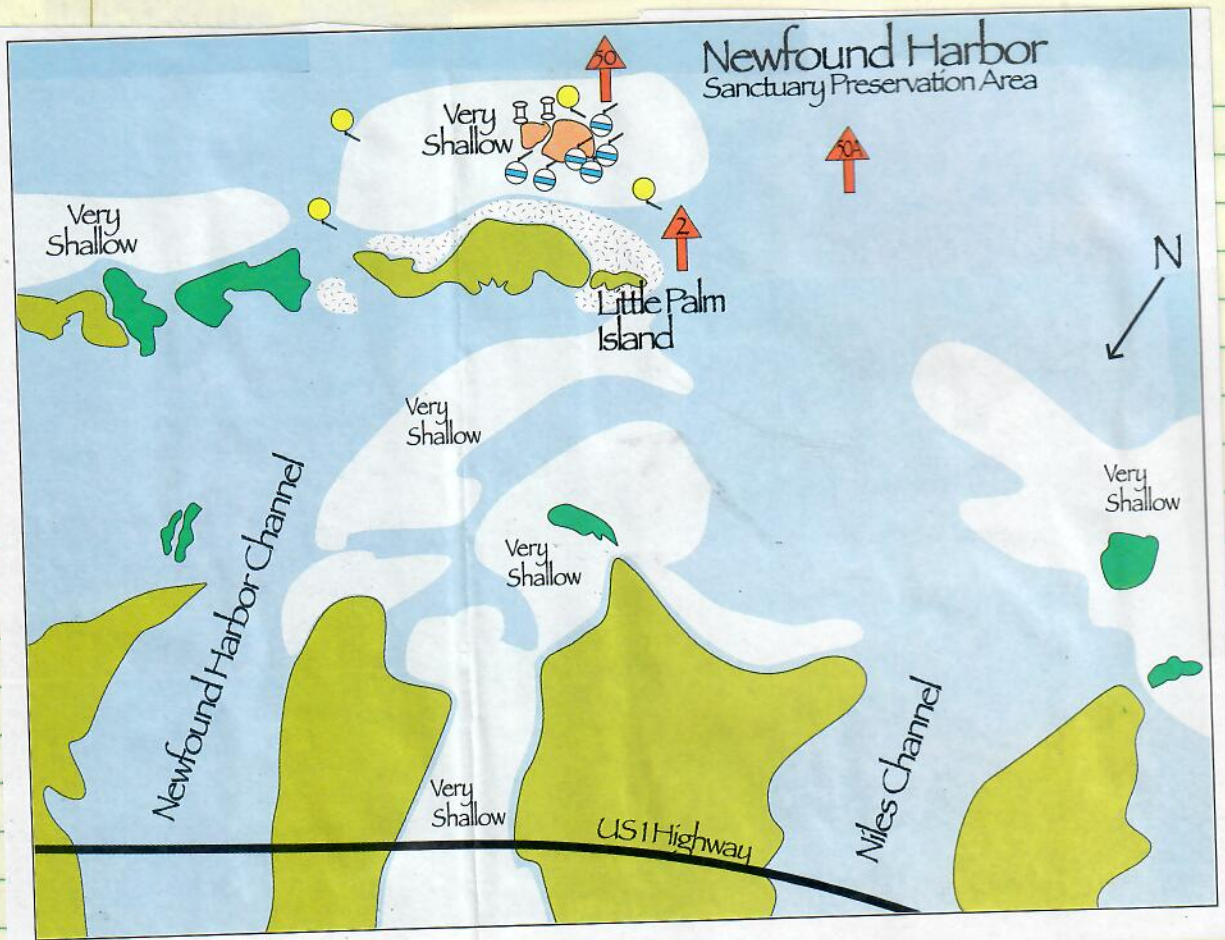 Newfound Harbor
Sanctuary Preservation Area
50
50A
2
Very
Shallow
Very
Shallow
N
Little Palm
Island
Very
Shallow
Very
Shallow
Very
Shallow
Newfound Harbor Channel
Niles Channel
Very
Shallow
US 1 Highway